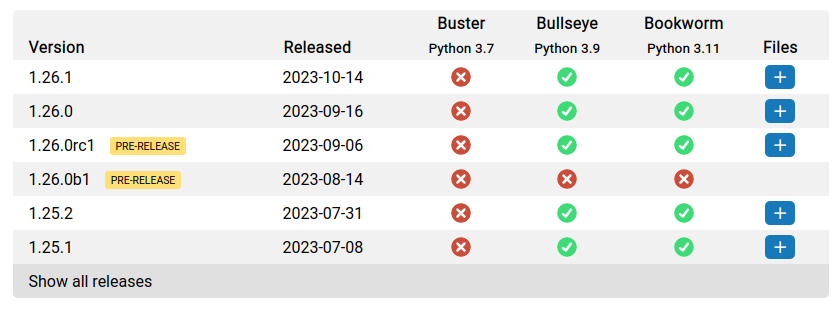 Buster Bullseye Bookworm
Version Released Python 3.7 Python 3.9 Python 3.11 Files
1.26.1 2023-10-14
1.26.0 2023-09-16
1.26.0rc1 PRE-RELEASE 2023-09-06
1.26.0b1 PRE-RELEASE 2023-08-14
1.25.2 2023-07-31
1.25.1 2023-07-08
Show all releases